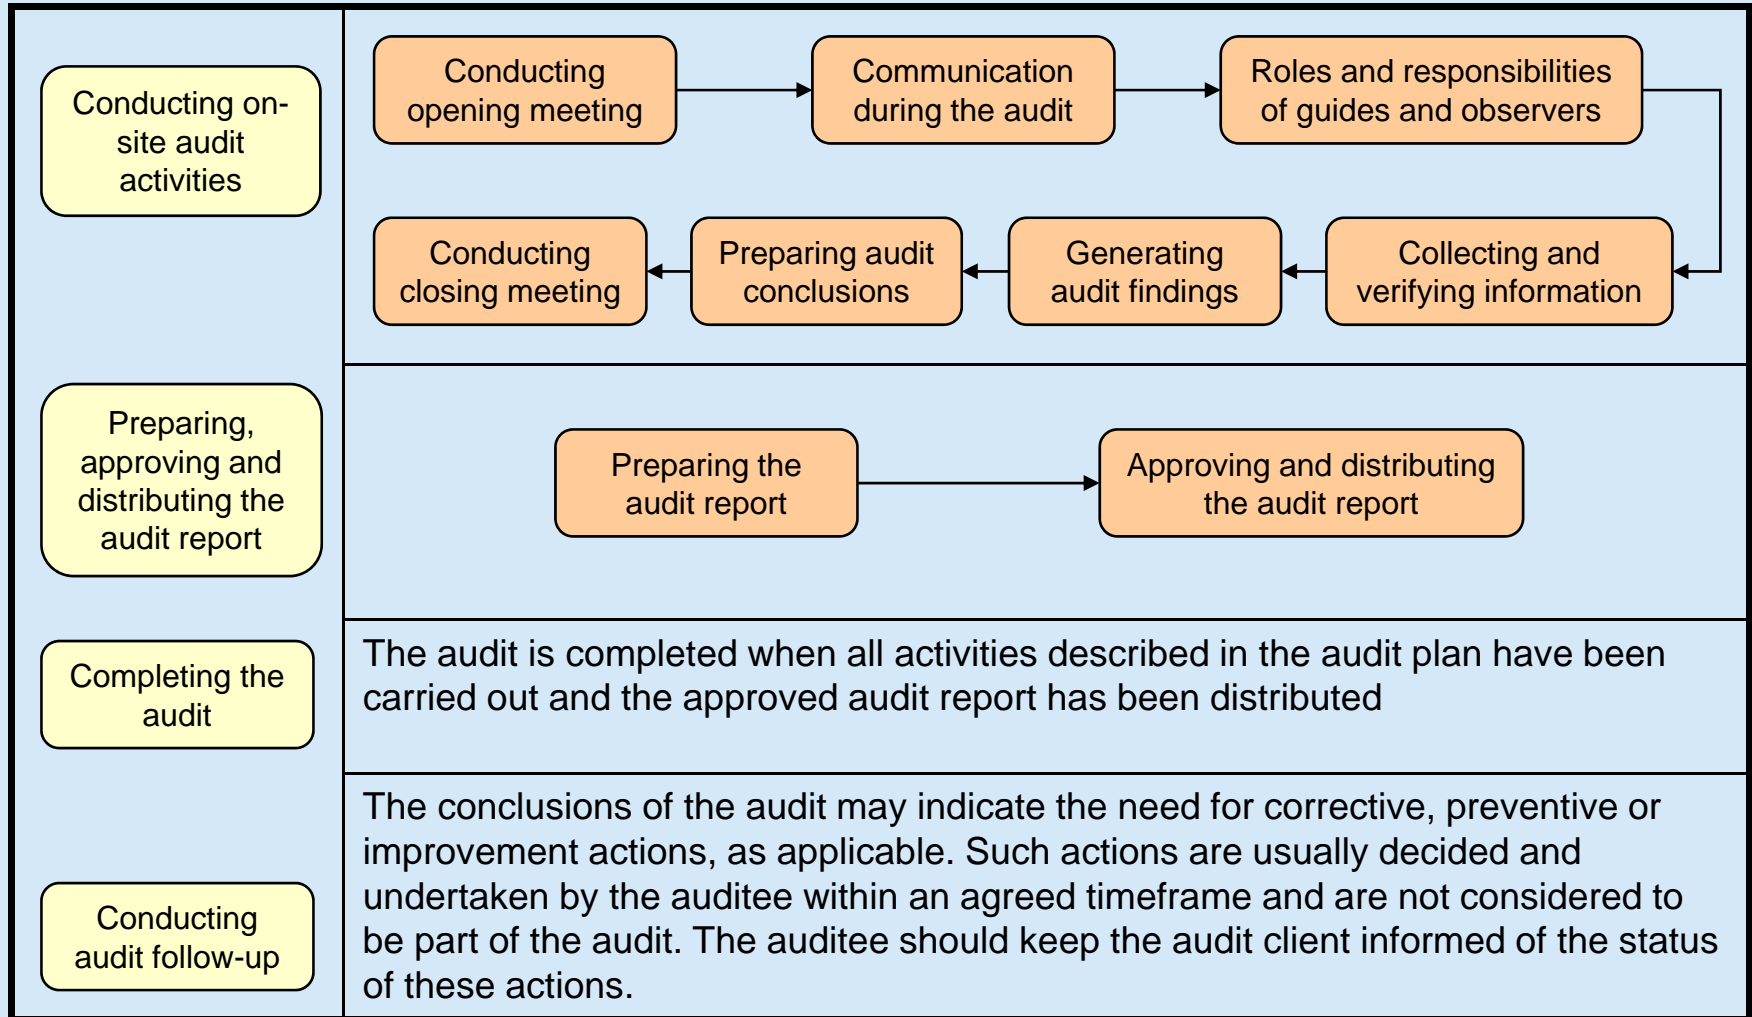 Conducting on-
site audit
activities
Conducting
opening meeting
Communication
during the audit
Roles and responsibilities
of guides and observers
Conducting
closing meeting
Preparing audit
conclusions
Generating
audit findings
Collecting and
verifying information
Preparing,
approving and
distributing the
audit report
Preparing the
audit report
Approving and distributing
the audit report
Completing the
audit
The audit is completed when all activities described in the audit plan have been
carried out and the approved audit report has been distributed
Conducting
audit follow-up
The conclusions of the audit may indicate the need for corrective, preventive or
improvement actions, as applicable. Such actions are usually decided and
undertaken by the auditee within an agreed timeframe and are not considered to
be part of the audit. The auditee should keep the audit client informed of the status
of these actions.